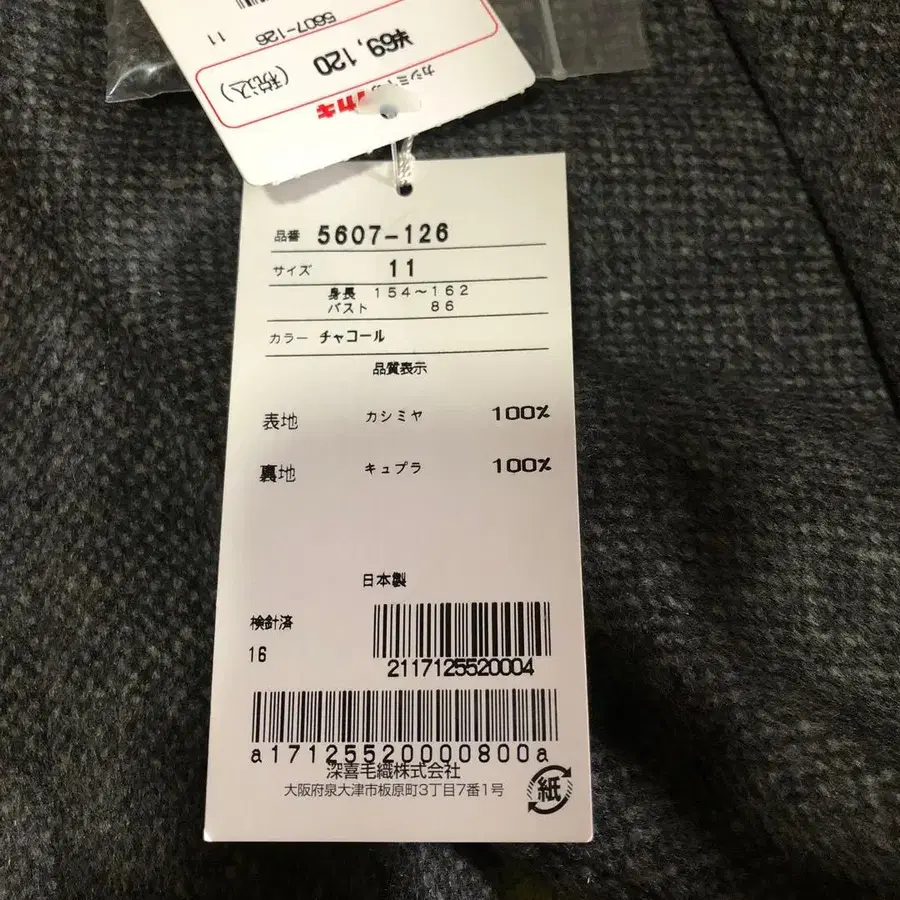 11
5607-126
¥69,120 (税込)
品番 5607-126
サイズ 11
身長 154〜162
バスト 86
カラー チャコール
品質表示
表地 カシミヤ 100%
裏地 キュプラ 100%
日本製
検針済
16
2117125520004
a17125520000800a
深喜毛織株式会社
大阪府泉大津市板原町3丁目7番1号
紙